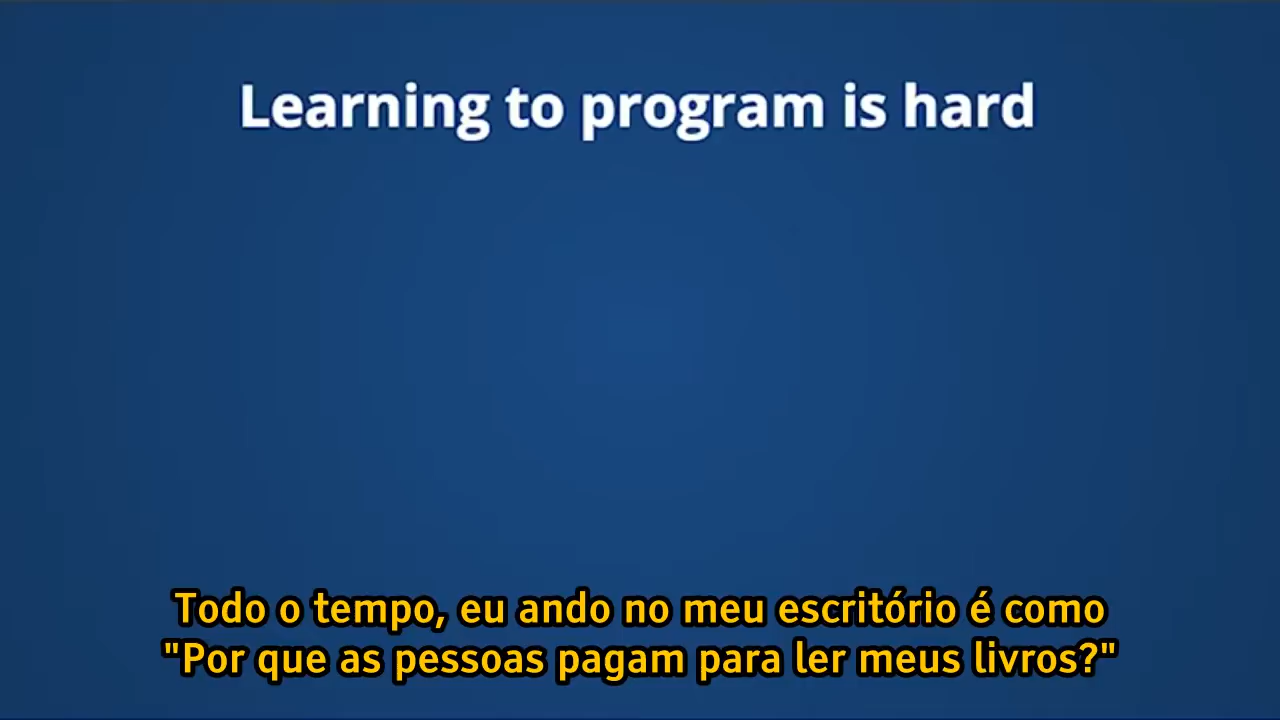 Learning to program is hard
Todo o tempo, eu ando no meu escritório é como
"Por que as pessoas pagam para ler meus livros?"